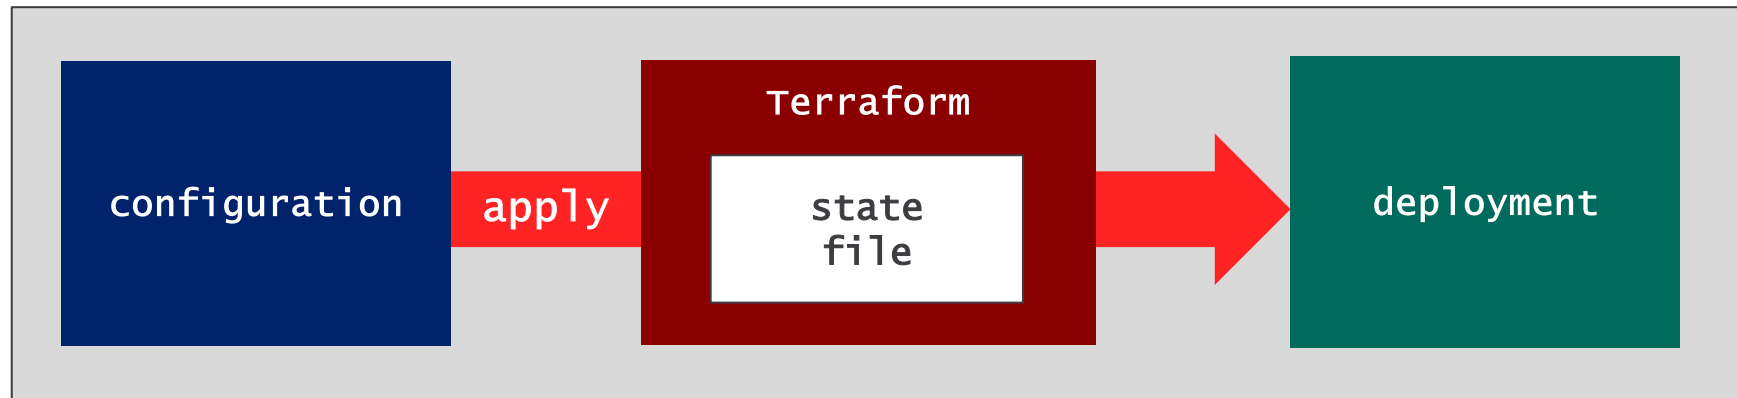 configuration
apply
Terraform
state
file
deployment